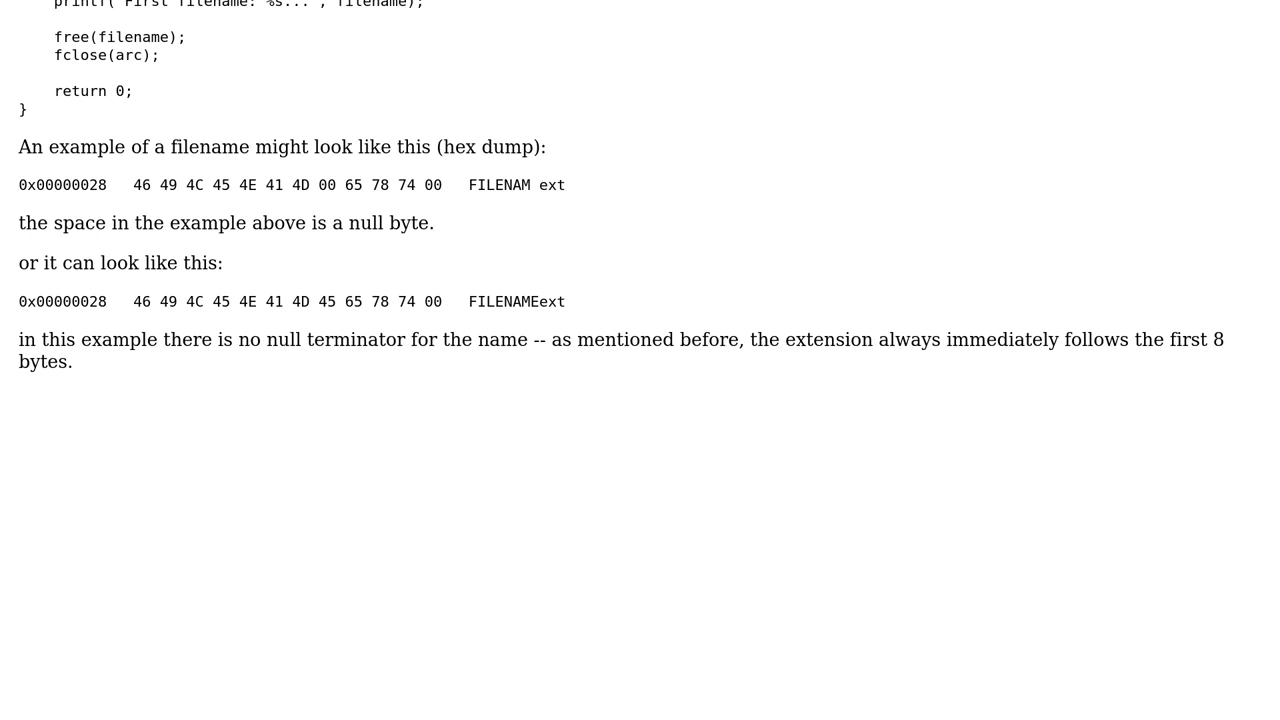 printf("First filename: %s...", filename);
    free(filename);
    fclose(arc);
    return 0;
}
An example of a filename might look like this (hex dump):
0x00000028   46 49 4C 45 4E 41 4D 00 65 78 74 00   FILENAM ext
the space in the example above is a null byte.
or it can look like this:
0x00000028   46 49 4C 45 4E 41 4D 45 65 78 74 00   FILENAMEext
in this example there is no null terminator for the name -- as mentioned before, the extension always immediately follows the first 8
bytes.